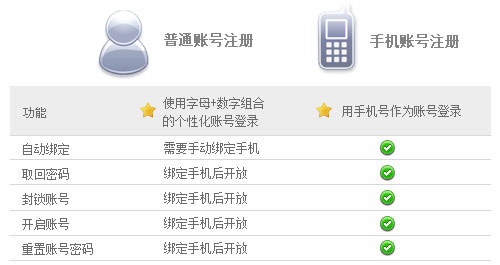 普通账号注册
手机账号注册
功能
使用字母+数字组合
的个性化账号登录
用手机号作为账号登录
自动绑定
需要手动绑定手机
取回密码
绑定手机后开放
封锁账号
绑定手机后开放
开启账号
绑定手机后开放
重置账号密码
绑定手机后开放